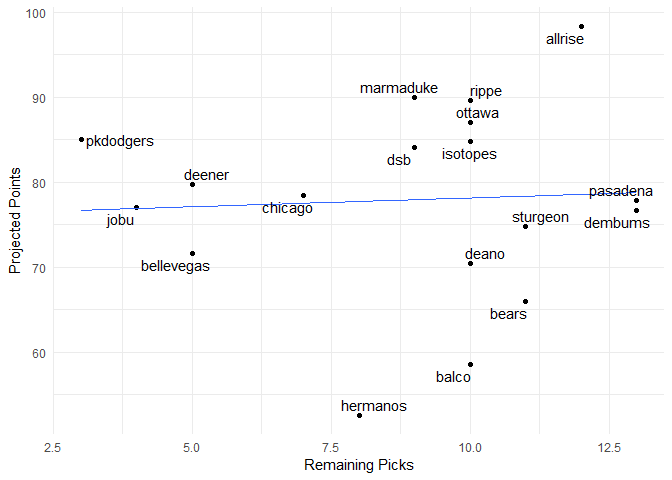 100
allrise
marmaduke
rippe
90
ottawa
pkdodgers
isotopes
dsb
deener
80
pasadena
chicago
jobu
sturgeon
dembums
deano
bellevegas
70
bears
60
balco
hermanos
2.5
5.0
7.5
10.0
12.5
Remaining Picks
Projected Points